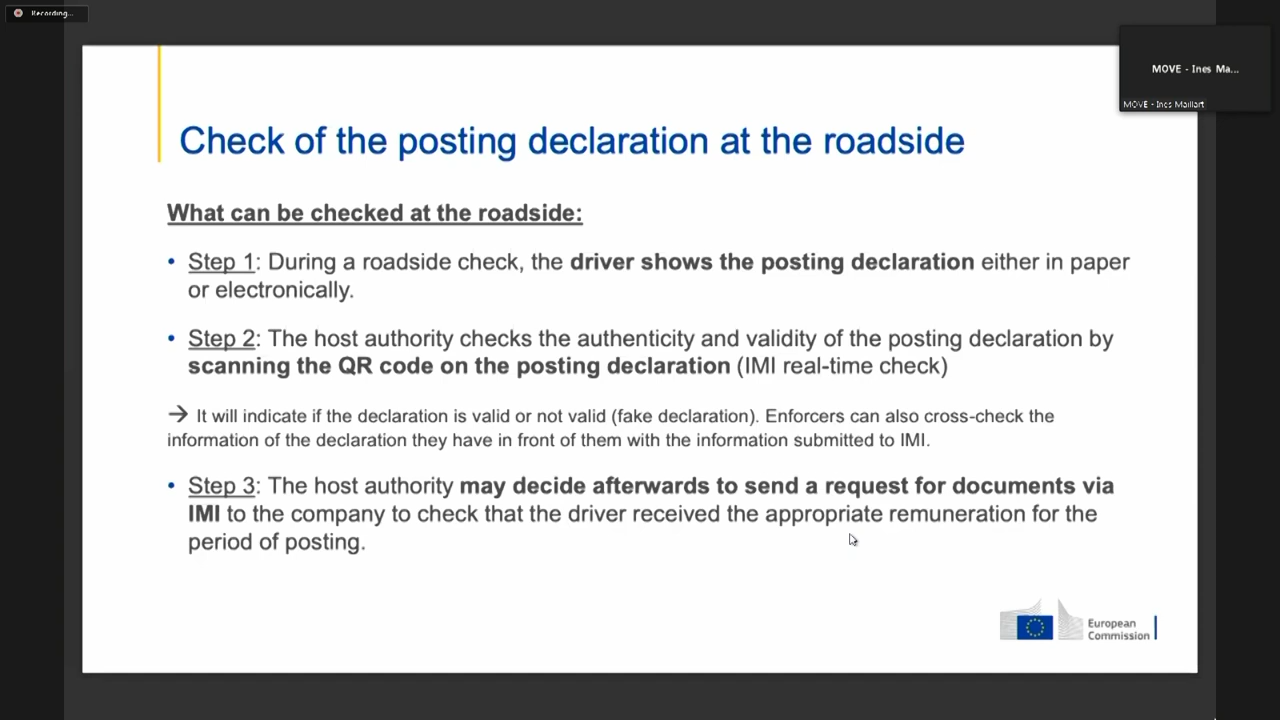 Recording...
MOVE - Ines Ma...
MOVE - Ines Maillart
Check of the posting declaration at the roadside
What can be checked at the roadside:
• Step 1: During a roadside check, the driver shows the posting declaration either in paper
or electronically.
• Step 2: The host authority checks the authenticity and validity of the posting declaration by
scanning the QR code on the posting declaration (IMI real-time check)
→ It will indicate if the declaration is valid or not valid (fake declaration). Enforcers can also cross-check the
information of the declaration they have in front of them with the information submitted to IMI.
• Step 3: The host authority may decide afterwards to send a request for documents via
IMI to the company to check that the driver received the appropriate remuneration for the
period of posting.
European
Commission